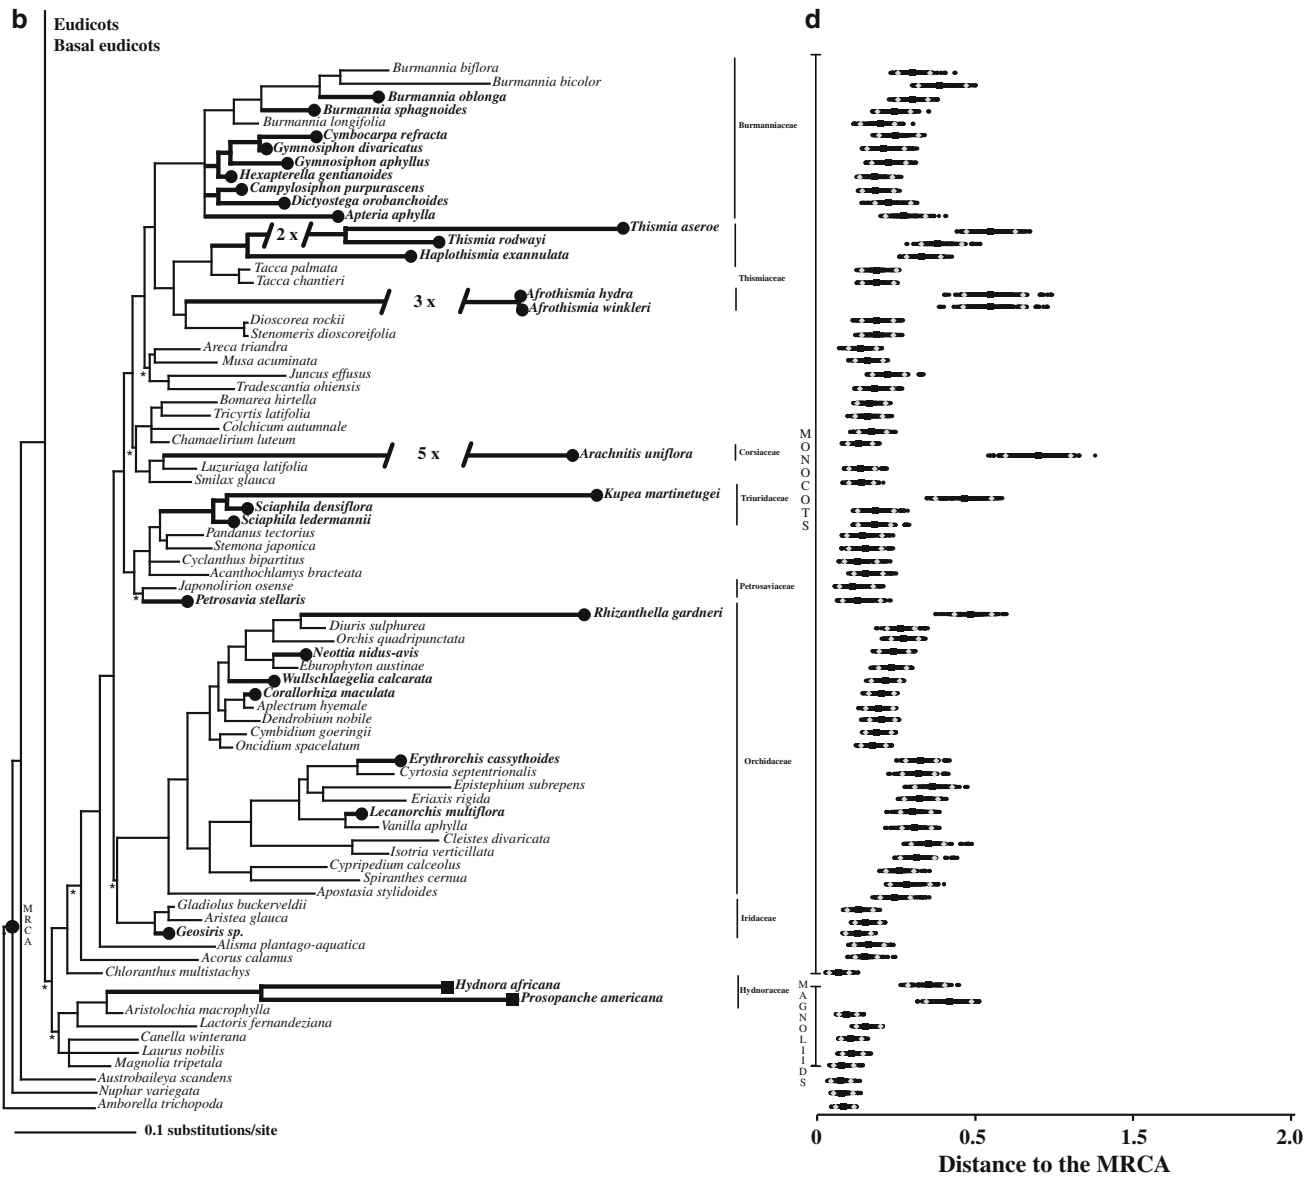 b
d
Eudicots
Basal eudicots
Burmannia biflora
Burmannia bicolor
Burmannia oblonga
Burmannia sphagnoides
Burmannia longifolia
Burmanniaceae
Cymbocarpa refracta
Gymnosiphon divaricatus
Gymnosiphon aphyllus
Hexapterella gentianoides
Campylosiphon purpurascens
Dictyostega orobanchoides
Apteria aphylla
2 x
Thismia aseroe
Thismia rodwayi
Haplothismia exannulata
Tacca palmata
Tacca chantieri
Thismiaceae
3 x
Afrothismia hydra
Afrothismia winkleri
Dioscorea rockii
Stenomeris dioscoreifolia
Areca triandra
Musa acuminata
*
Juncus effusus
Tradescantia ohiensis
Bomarea hirtella
Tricyrtis latifolia
Colchicum autumnale
Chamaelirium luteum
*
5 x
Arachnitis uniflora
Corsiaceae
Luzuriaga latifolia
Smilax glauca
Kupea martinetugei
Triuridaceae
Sciaphila densiflora
Sciaphila ledermannii
Pandanus tectorius
Stemona japonica
Cyclanthus bipartitus
Acanthochlamys bracteata
Japonolirion osense
Petrosaviaceae
*
Petrosavia stellaris
MONOCOTS
Rhizanthella gardneri
Diuris sulphurea
Orchis quadripunctata
Neottia nidus-avis
Eburophyton austinae
Wullschlaegelia calcarata
Corallorhiza maculata
Aplectrum hyemale
Dendrobium nobile
Cymbidium goeringii
Oncidium spacelatum
Erythrorchis cassythoides
Orchidaceae
Cyrtosia septentrionalis
Epistephium subrepens
Eriaxis rigida
Lecanorchis multiflora
Vanilla aphylla
Cleistes divaricata
Isotria verticillata
Cypripedium calceolus
Spiranthes cernua
*
*
Apostasia stylidoides
Gladiolus buckerveldii
Aristea glauca
Iridaceae
Geosiris sp.
MRCA
Alisma plantago-aquatica
Acorus calamus
Chloranthus multistachys
*
Hydnora africana
Hydnoraceae
Prosopanche americana
MAGNOLIIDS
Aristolochia macrophylla
Lactoris fernandeziana
*
Canella winterana
Laurus nobilis
Magnolia tripetala
Austrobaileya scandens
Nuphar variegata
Amborella trichopoda
0.1 substitutions/site
0 0.5 1.5 2.0
Distance to the MRCA